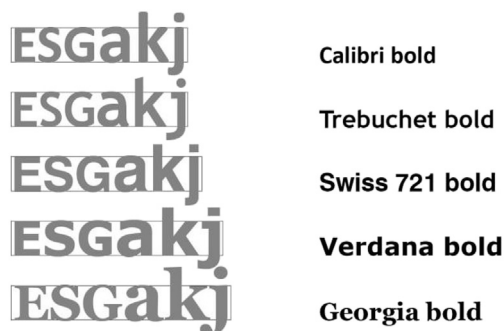 ESGakj Calibri bold
ESGakj Trebuchet bold
ESGakj Swiss 721 bold
ESGakj Verdana bold
ESGakj Georgia bold